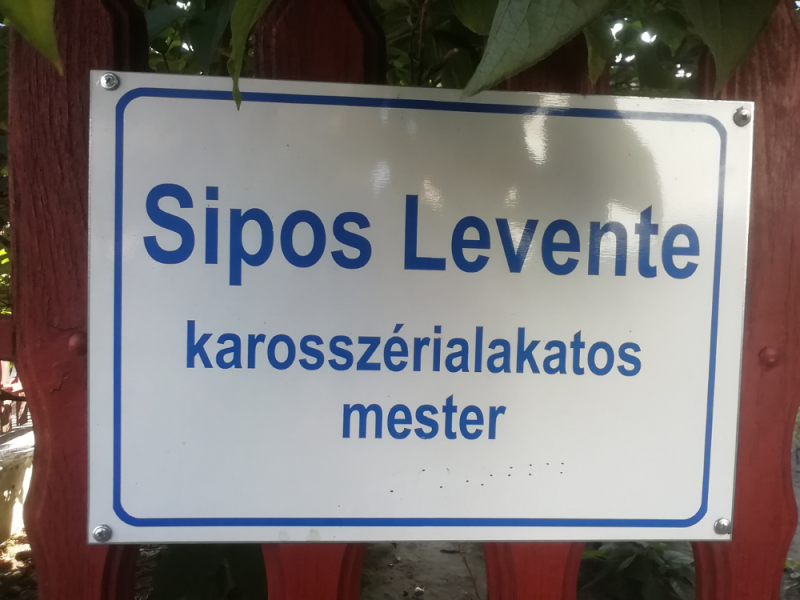 Sipos Levente
karosszérialakatos
mester